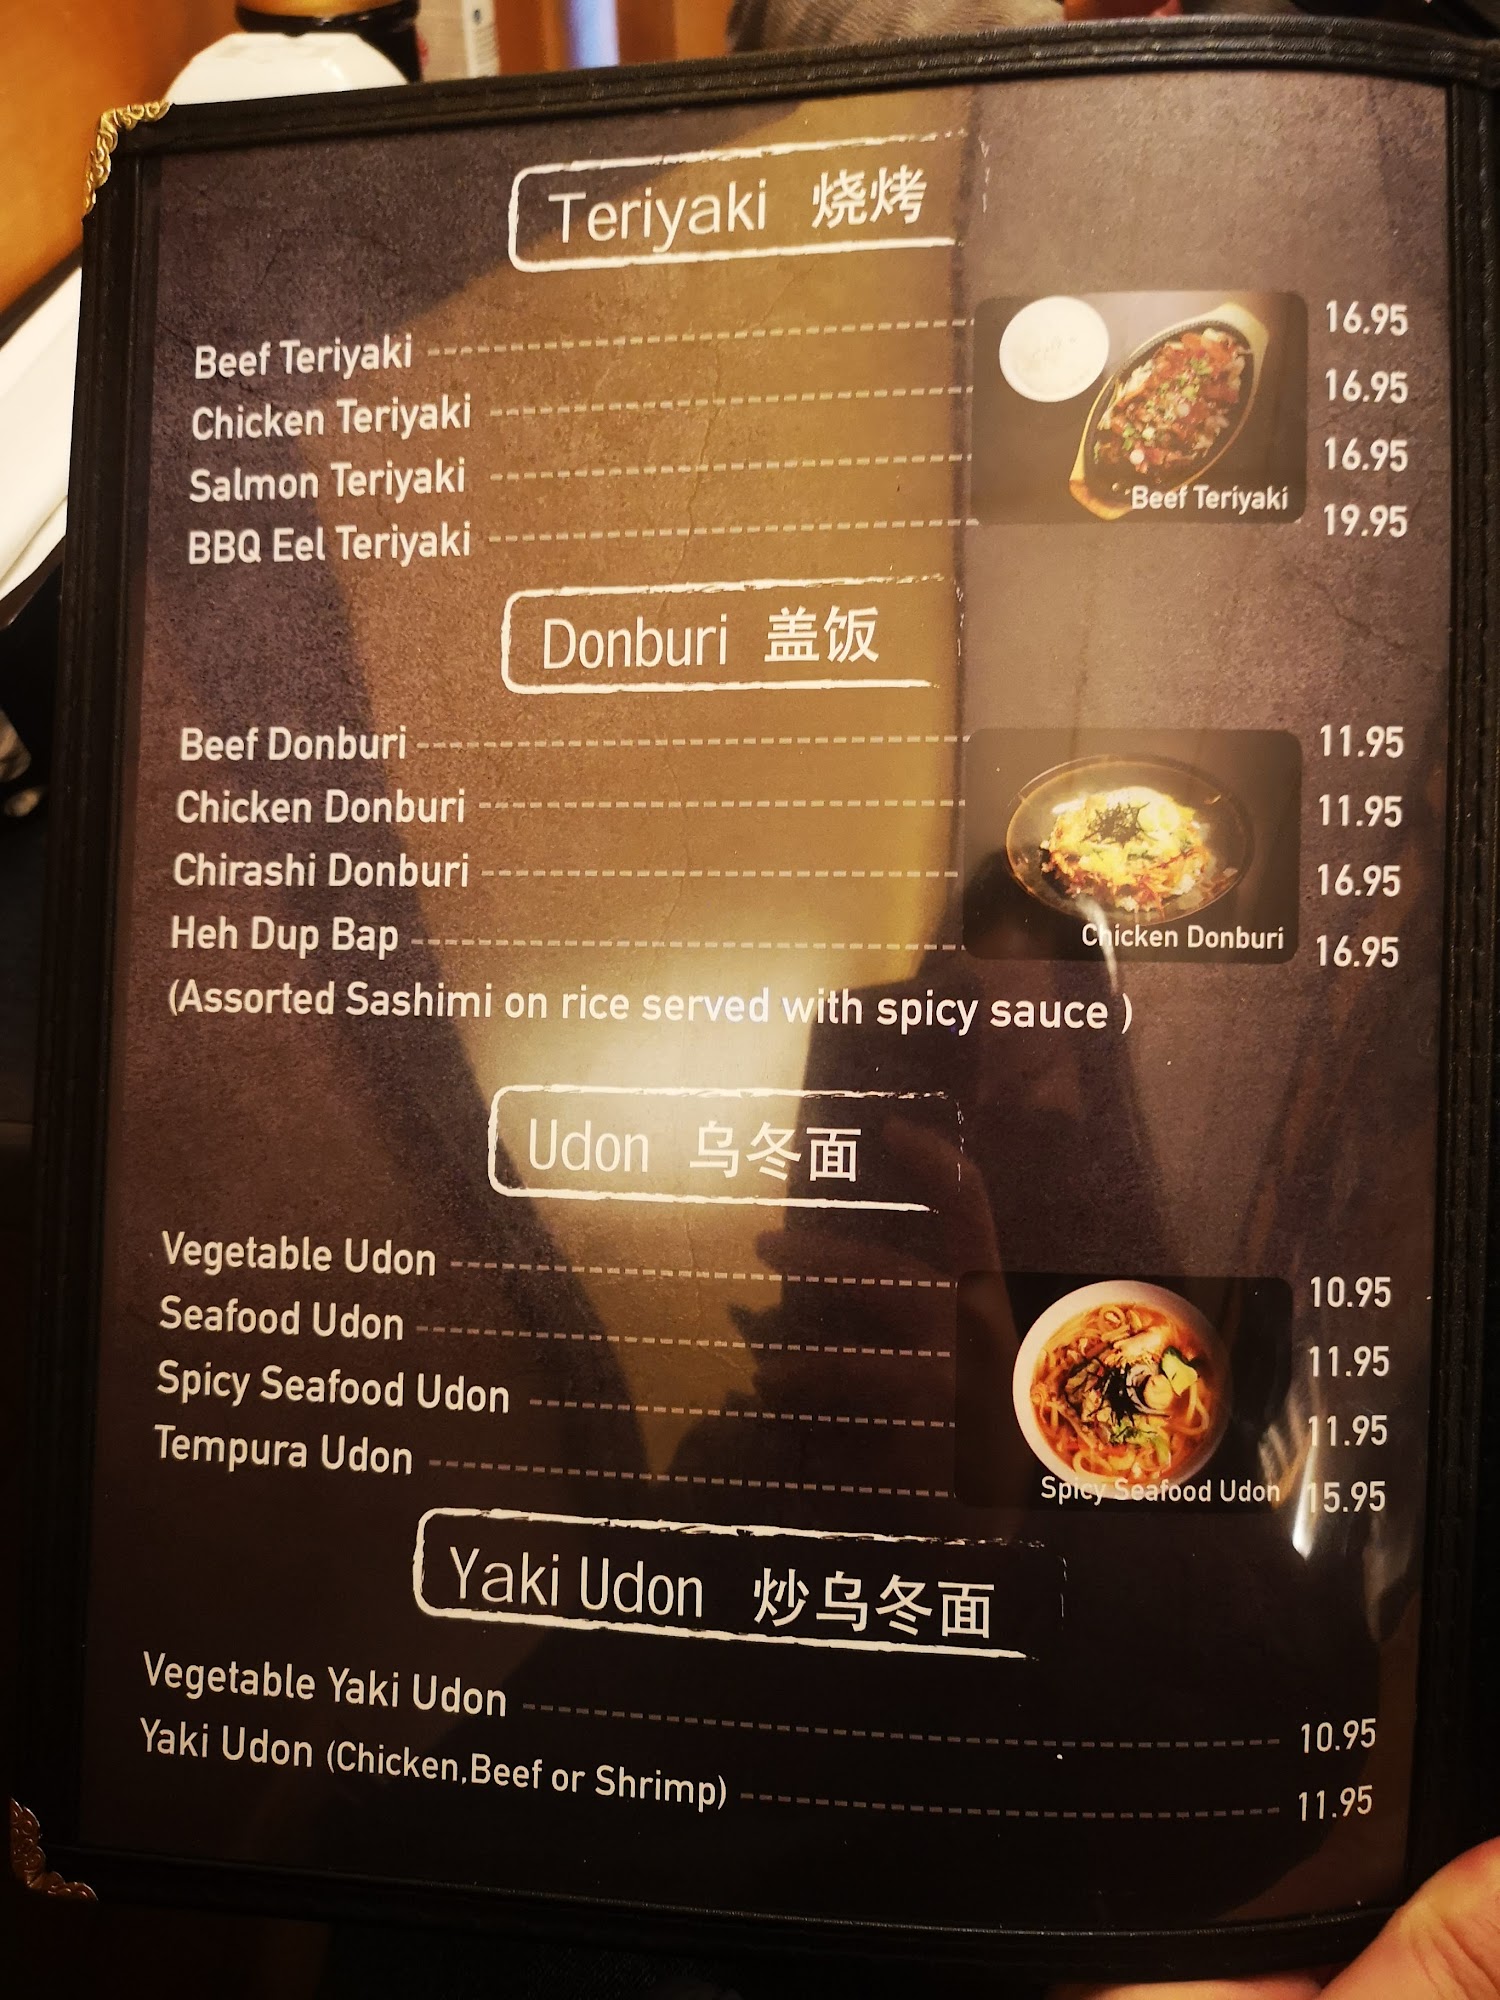 Teriyaki 烧烤
Beef Teriyaki 16.95
Chicken Teriyaki 16.95
Salmon Teriyaki 16.95
BBQ Eel Teriyaki 19.95
Beef Teriyaki
Donburi 盖饭
Beef Donburi 11.95
Chicken Donburi 11.95
Chirashi Donburi 16.95
Heh Dup Bap 16.95
Chicken Donburi
(Assorted Sashimi on rice served with spicy sauce )
Udon 乌冬面
Vegetable Udon 10.95
Seafood Udon 11.95
Spicy Seafood Udon 11.95
Tempura Udon 15.95
Spicy Seafood Udon
Yaki Udon 炒乌冬面
Vegetable Yaki Udon 10.95
Yaki Udon (Chicken,Beef or Shrimp) 11.95